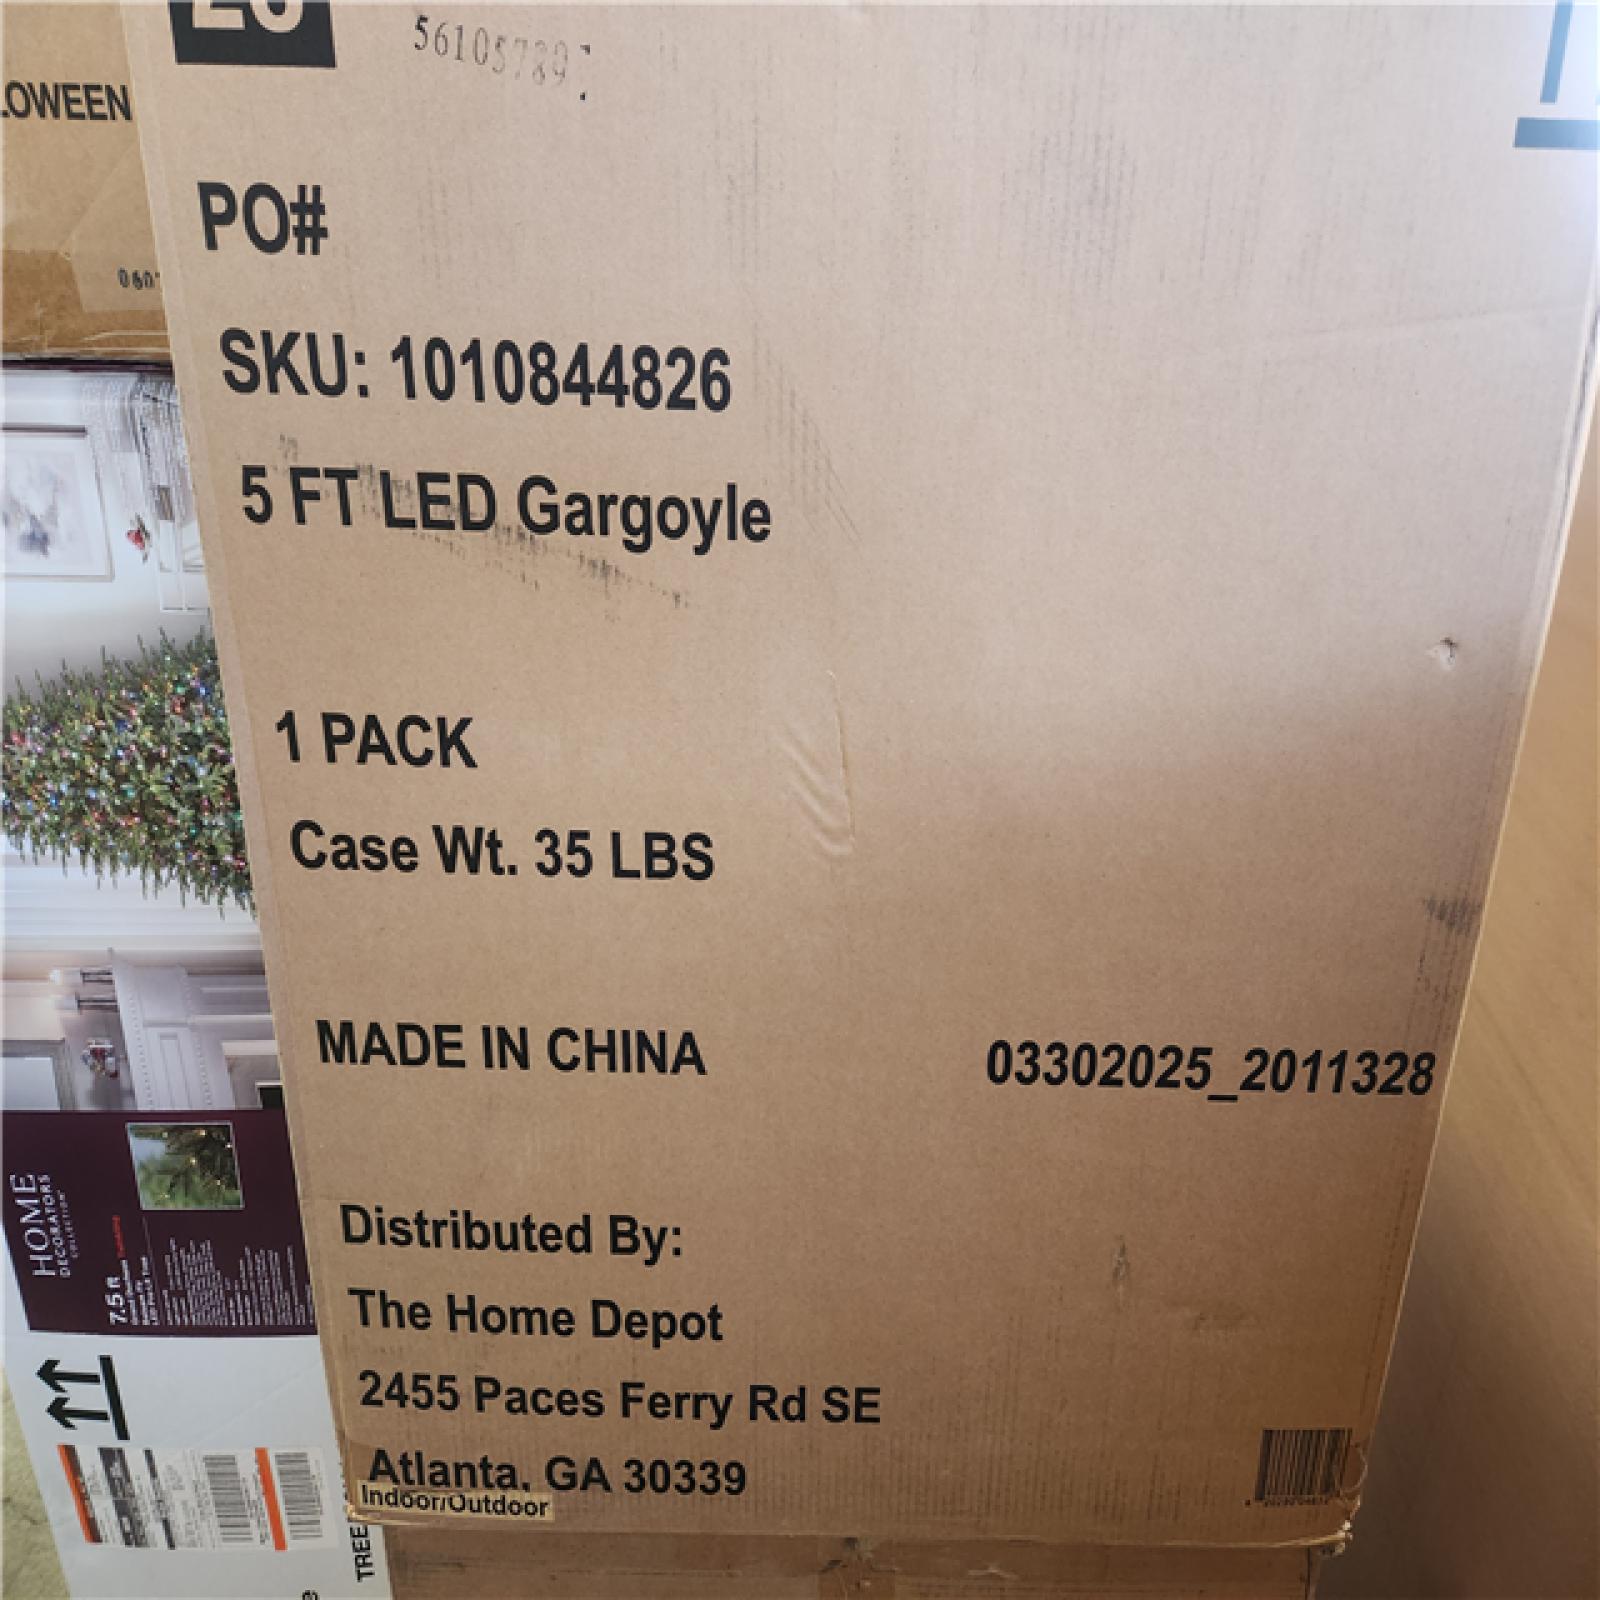 56105789
LOWEEN
PO#
SKU: 1010844826
5 FT LED Gargoyle
1 PACK
Case Wt. 35 LBS
MADE IN CHINA
03302025_2011328
Distributed By:
The Home Depot
2455 Paces Ferry Rd SE
Atlanta, GA 30339
Indoor/Outdoor
HOME
DECORATORS
COLLECTION
7.5 ft
TREE